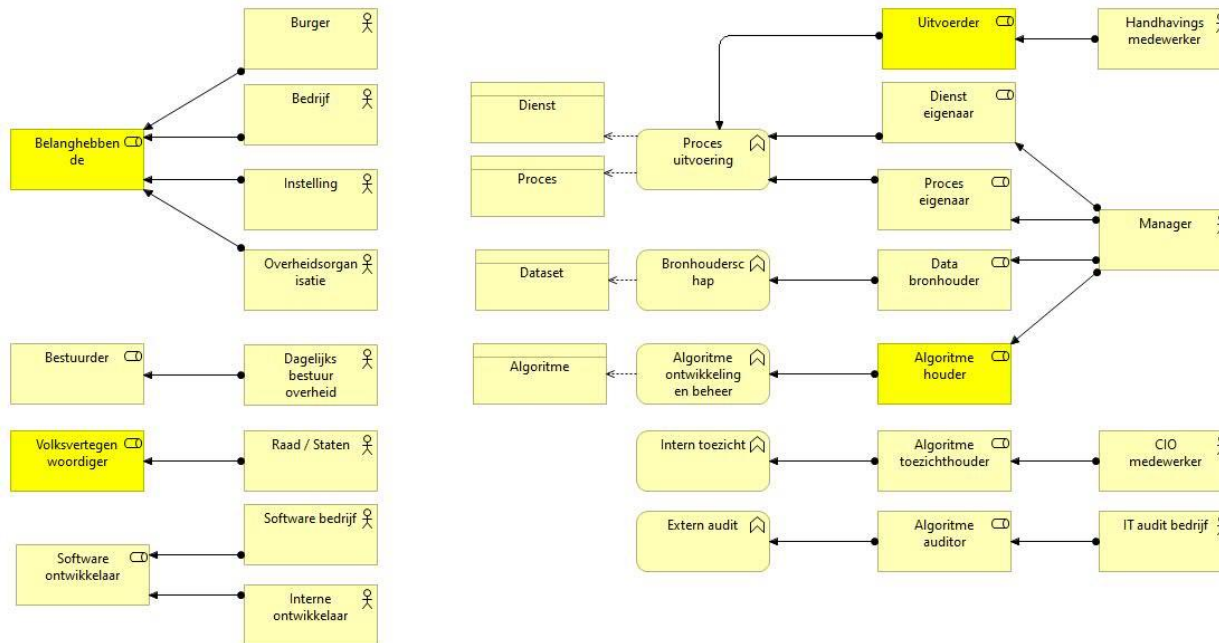 Burger
Bedrijf
Belanghebben
de
Instelling
Overheidsorgan
isatie
Bestuurder
Dagelijks
bestuur
overheid
Volksvertegen
woordiger
Raad / Staten
Software bedrijf
Software
ontwikkelaar
Interne
ontwikkelaar
Uitvoerder
Handhavings
medewerker
Dienst
Dienst
eigenaar
Proces
uitvoering
Proces
Proces
eigenaar
Manager
Dataset
Bronhoudersc
hap
Data
bronhouder
Algoritme
Algoritme
ontwikkeling
en beheer
Algoritme
houder
Intern toezicht
Algoritme
toezichthouder
CIO
medewerker
Extern audit
Algoritme
auditor
IT audit bedrijf